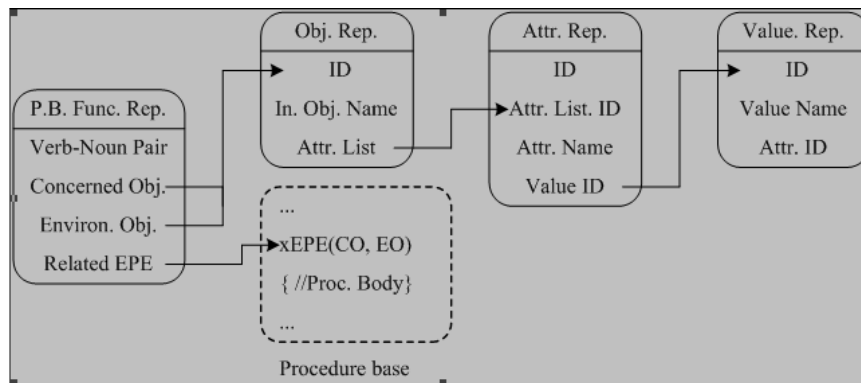 P.B. Func. Rep.
Verb-Noun Pair
Concerned Obj.
Environ. Obj.
Related EPE
Obj. Rep.
ID
In. Obj. Name
Attr. List
...
xEPE(CO, EO)
{ //Proc. Body}
...
Procedure base
Attr. Rep.
ID
Attr. List. ID
Attr. Name
Value ID
Value. Rep.
ID
Value Name
Attr. ID